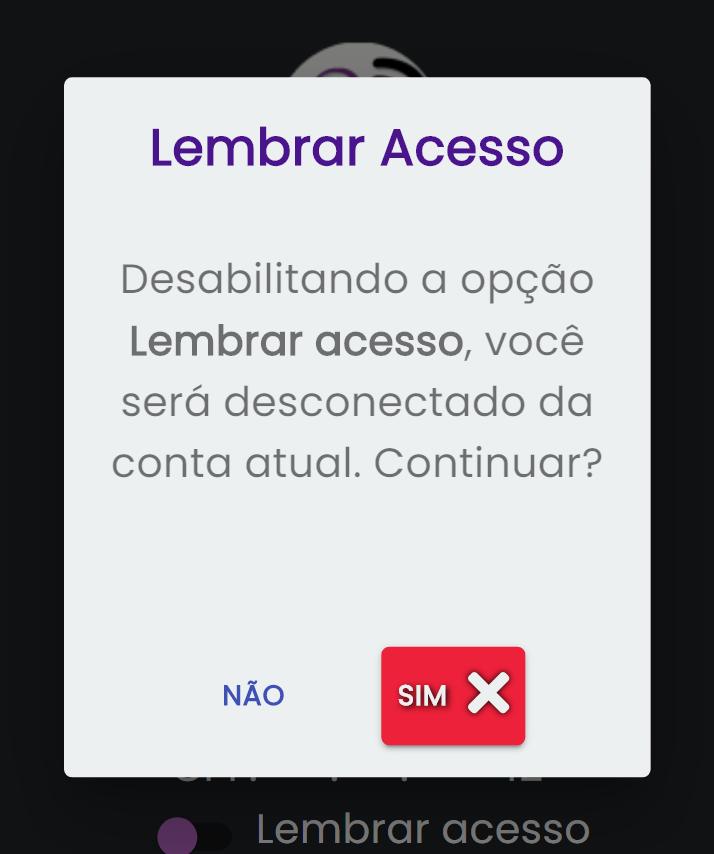 Lembrar Acesso
Desabilitando a opção
Lembrar acesso, você
será desconectado da
conta atual. Continuar?
NÃO
SIM
Lembrar acesso